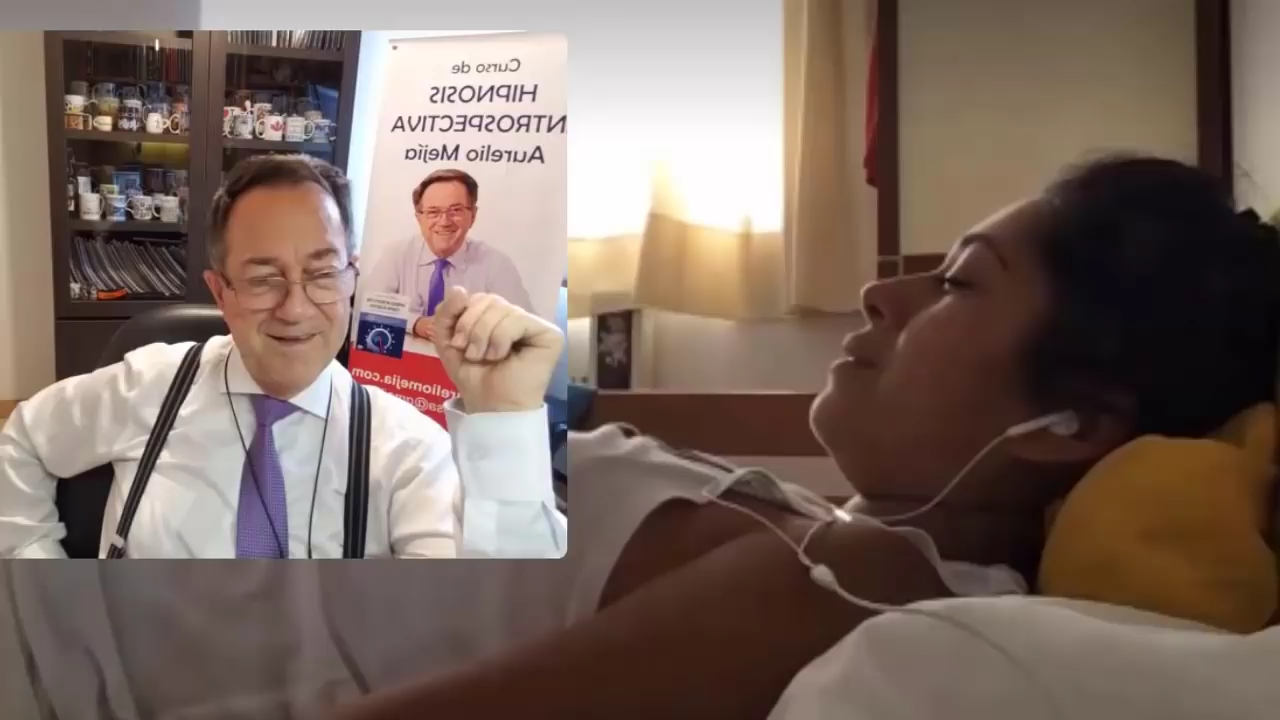 Curso de
HIPNOSIS
NTROSPECTIVA
Aurelio Mejía
reliomejia.com